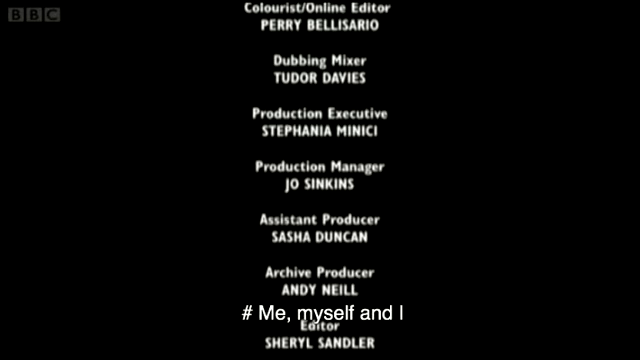 BBC
Colourist/Online Editor
PERRY BELLISARIO
Dubbing Mixer
TUDOR DAVIES
Production Executive
STEPHANIA MINICI
Production Manager
JO SINKINS
Assistant Producer
SASHA DUNCAN
Archive Producer
ANDY NEILL
# Me, myself and I
Editor
SHERYL SANDLER